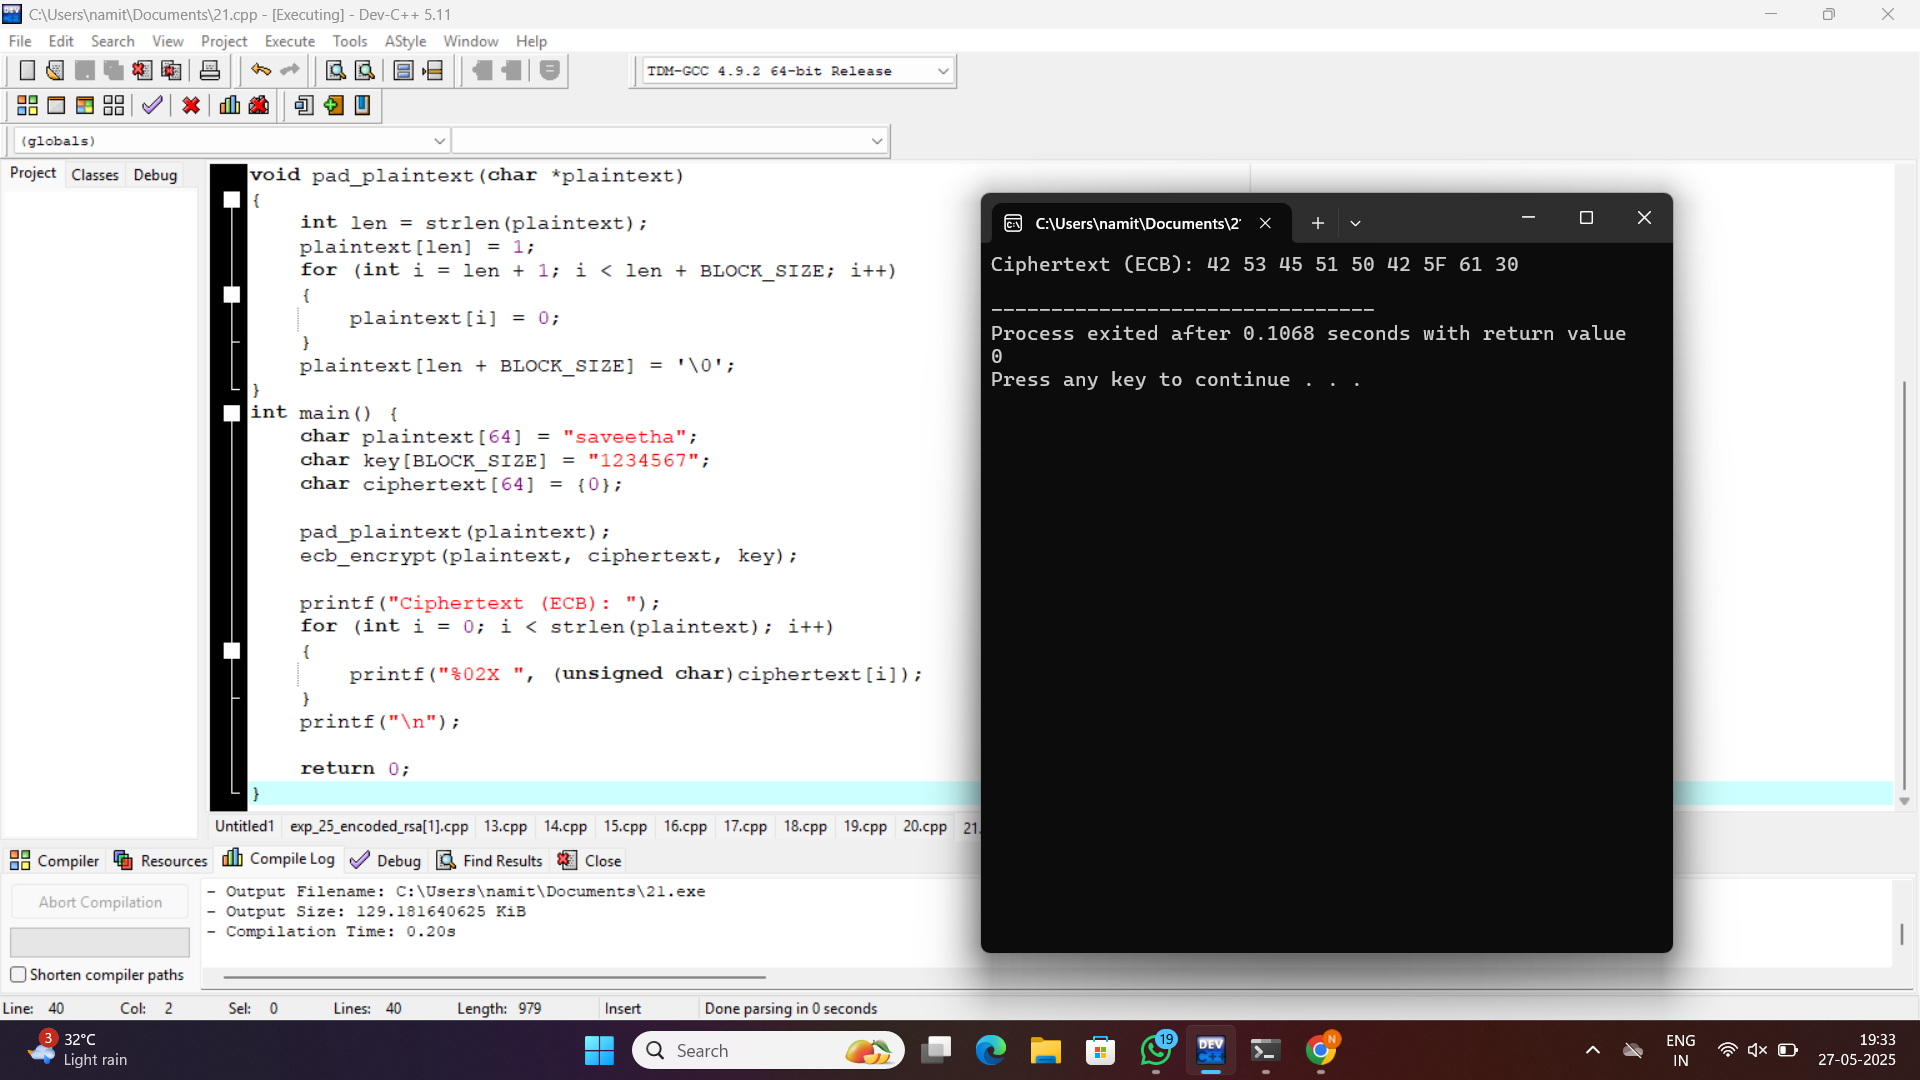 C:\Users\namit\Documents\21.cpp - [Executing] - Dev-C++ 5.11
File Edit Search View Project Execute Tools AStyle Window Help
TDM-GCC 4.9.2 64-bit Release
(globals)
Project Classes Debug
void pad_plaintext(char *plaintext)
{
int len = strlen(plaintext);
plaintext[len] = 1;
for (int i = len + 1; i < len + BLOCK_SIZE; i++)
{
plaintext[i] = 0;
}
plaintext[len + BLOCK_SIZE] = '\0';
}
int main() {
char plaintext[64] = "saveetha";
char key[BLOCK_SIZE] = "1234567";
char ciphertext[64] = {0};
pad_plaintext(plaintext);
ecb_encrypt(plaintext, ciphertext, key);
printf("Ciphertext (ECB): ");
for (int i = 0; i < strlen(plaintext); i++)
{
printf("%02X ", (unsigned char)ciphertext[i]);
}
printf("\n");
return 0;
}
C:\Users\namit\Documents\2
Ciphertext (ECB): 42 53 45 51 50 42 5F 61 30
--------------------------------
Process exited after 0.1068 seconds with return value
0
Press any key to continue . . .
Untitled1 exp_25_encoded_rsa[1].cpp 13.cpp 14.cpp 15.cpp 16.cpp 17.cpp 18.cpp 19.cpp 20.cpp 21.
Compiler Resources Compile Log Debug Find Results Close
Abort Compilation
Shorten compiler paths
- Output Filename: C:\Users\namit\Documents\21.exe
- Output Size: 129.181640625 KiB
- Compilation Time: 0.20s
Line: 40 Col: 2 Sel: 0 Lines: 40 Length: 979 Insert Done parsing in 0 seconds
3
32°C
Light rain
Search
19
DEV
N
ENG
IN
19:33
27-05-2025